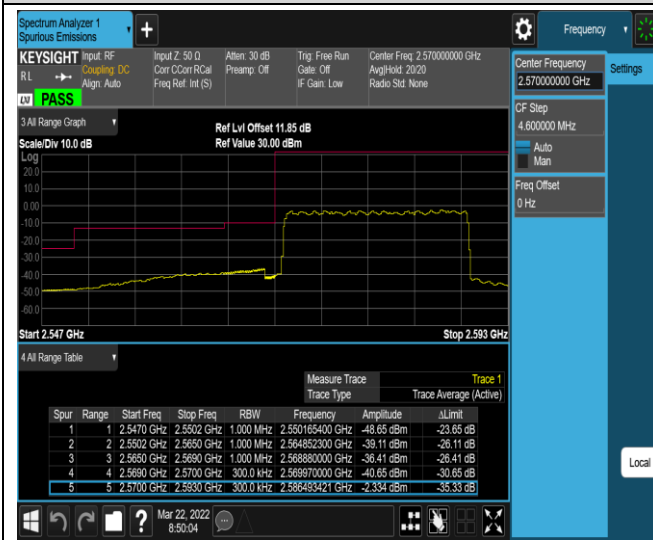 Spectrum Analyzer 1
Spurious Emissions
+
Frequency
KEYSIGHT
R L
Input: RF
Coupling: DC
Align: Auto
Input Z: 50 Ω
Corr CCorr RCal
Freq Ref: Int (S)
Atten: 30 dB
Preamp: Off
Trig: Free Run
Gate: Off
IF Gain: Low
Center Freq: 2.570000000 GHz
Avg|Hold: 20/20
Radio Std: None
LXI PASS
3 All Range Graph
Scale/Div 10.0 dB
Ref Lvl Offset 11.85 dB
Ref Value 30.00 dBm
Log
20.0
10.0
0.00
-10.0
-20.0
-30.0
-40.0
-50.0
-60.0
Start 2.547 GHz
Stop 2.593 GHz
4 All Range Table
Measure Trace Trace 1
Trace Type Trace Average (Active)
Spur Range Start Freq Stop Freq RBW Frequency Amplitude ΔLimit
1 1 2.5470 GHz 2.5502 GHz 1.000 MHz 2.550165400 GHz -48.65 dBm -23.65 dB
2 2 2.5502 GHz 2.5650 GHz 1.000 MHz 2.564852300 GHz -39.11 dBm -26.11 dB
3 3 2.5650 GHz 2.5690 GHz 1.000 MHz 2.568880000 GHz -36.41 dBm -26.41 dB
4 4 2.5690 GHz 2.5700 GHz 300.0 kHz 2.569970000 GHz -40.65 dBm -30.65 dB
5 5 2.5700 GHz 2.5930 GHz 300.0 kHz 2.586493421 GHz -2.334 dBm -35.33 dB
?
Mar 22, 2022
8:50:04
Center Frequency
2.570000000 GHz
Settings
CF Step
4.600000 MHz
Auto
Man
Freq Offset
0 Hz
Local